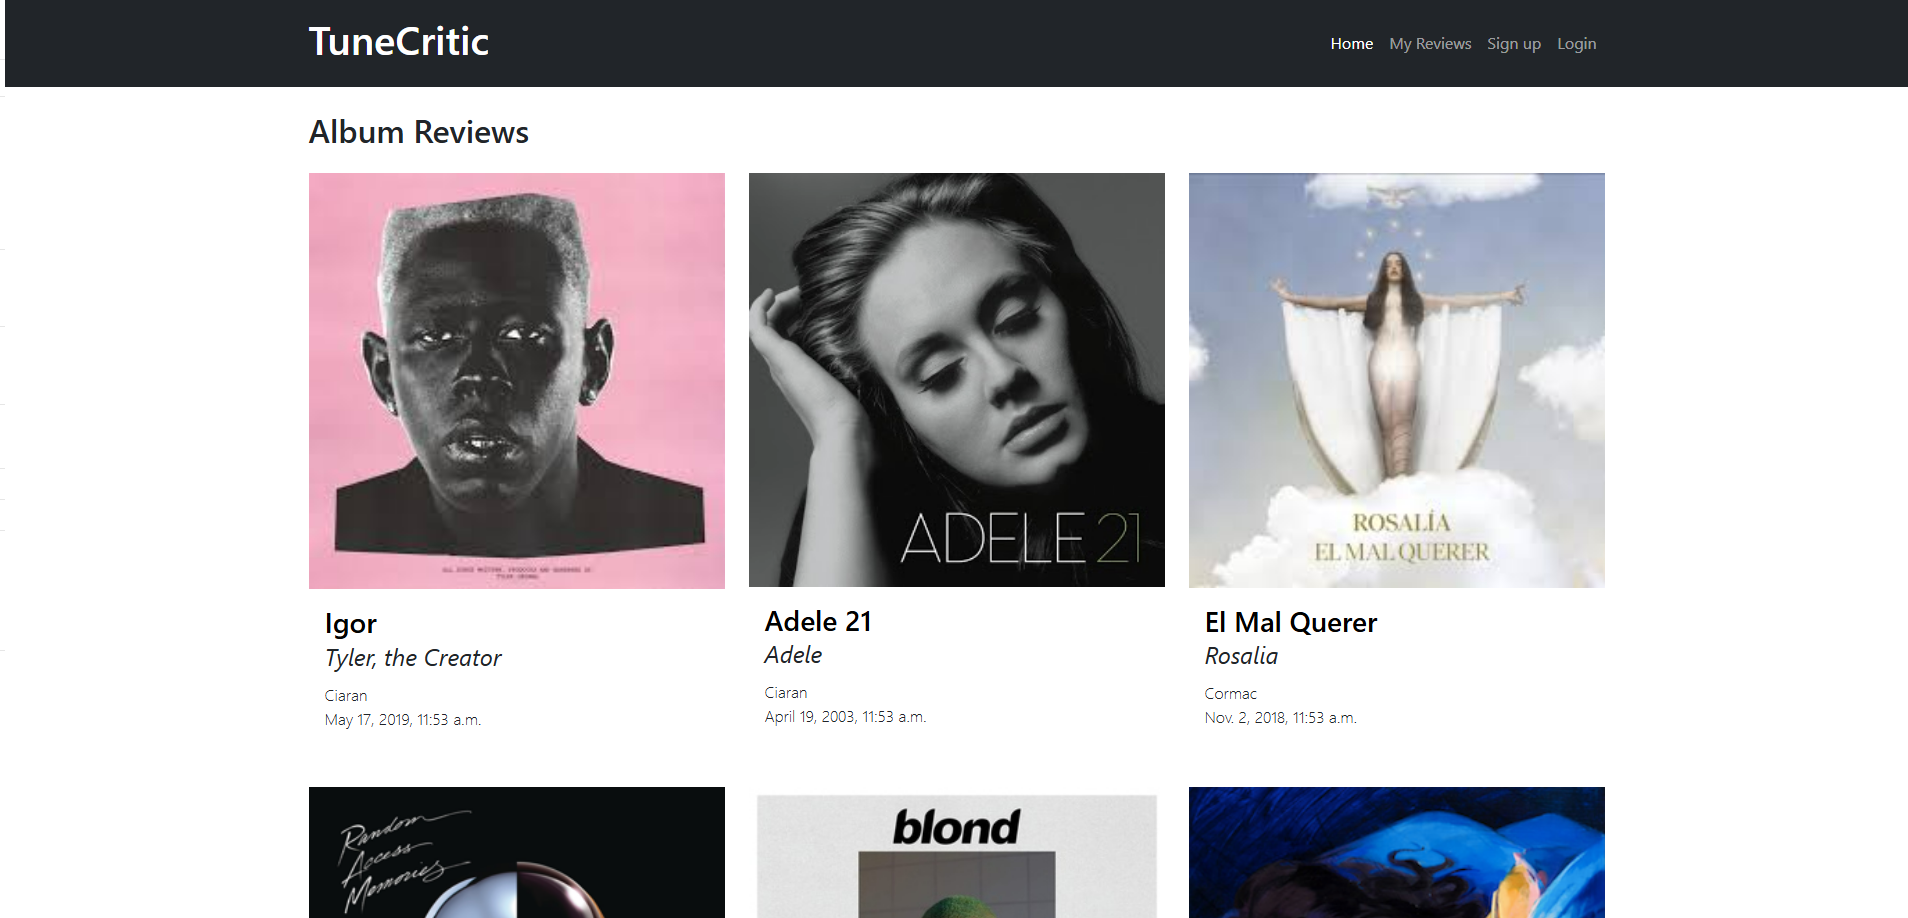 TuneCritic
Home My Reviews Sign up Login
Album Reviews
ADELE 21
ROSALÍA
EL MAL QUERER
Igor
Tyler, the Creator
Ciaran
May 17, 2019, 11:53 a.m.
Adele 21
Adele
Ciaran
April 19, 2003, 11:53 a.m.
El Mal Querer
Rosalia
Cormac
Nov. 2, 2018, 11:53 a.m.
Random
Access
Memories
blond